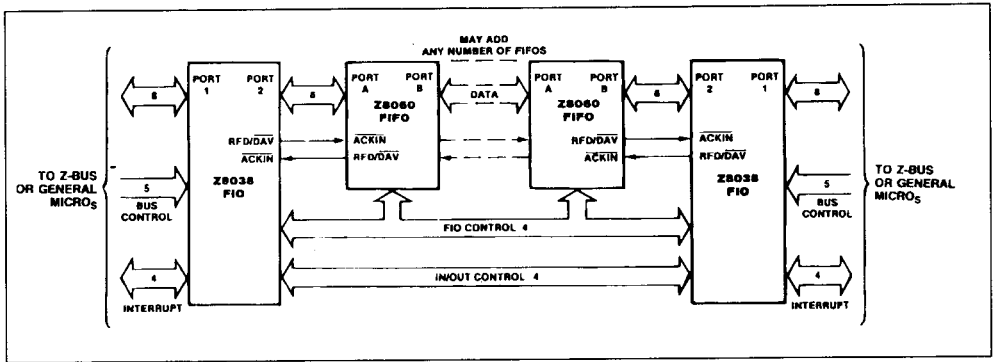 MAY ADD
ANY NUMBER OF FIFOS
PORT
1
PORT
2
PORT
A
PORT
B
PORT
A
PORT
B
PORT
2
PORT
1
8
8
DATA
8
8
Z8060
FIFO
Z8060
FIFO
RFD/DAV
ACKIN
ACKIN
RFD/DAV
ACKIN
RFD/DAV
ACKIN
RFD/DAV
TO Z-BUS
OR GENERAL
MICROS
5
BUS
CONTROL
Z8038
FIO
Z8038
FIO
5
BUS
CONTROL
TO Z-BUS
OR GENERAL
MICROS
FIO CONTROL 4
IN/OUT CONTROL 4
4
INTERRUPT
4
INTERRUPT